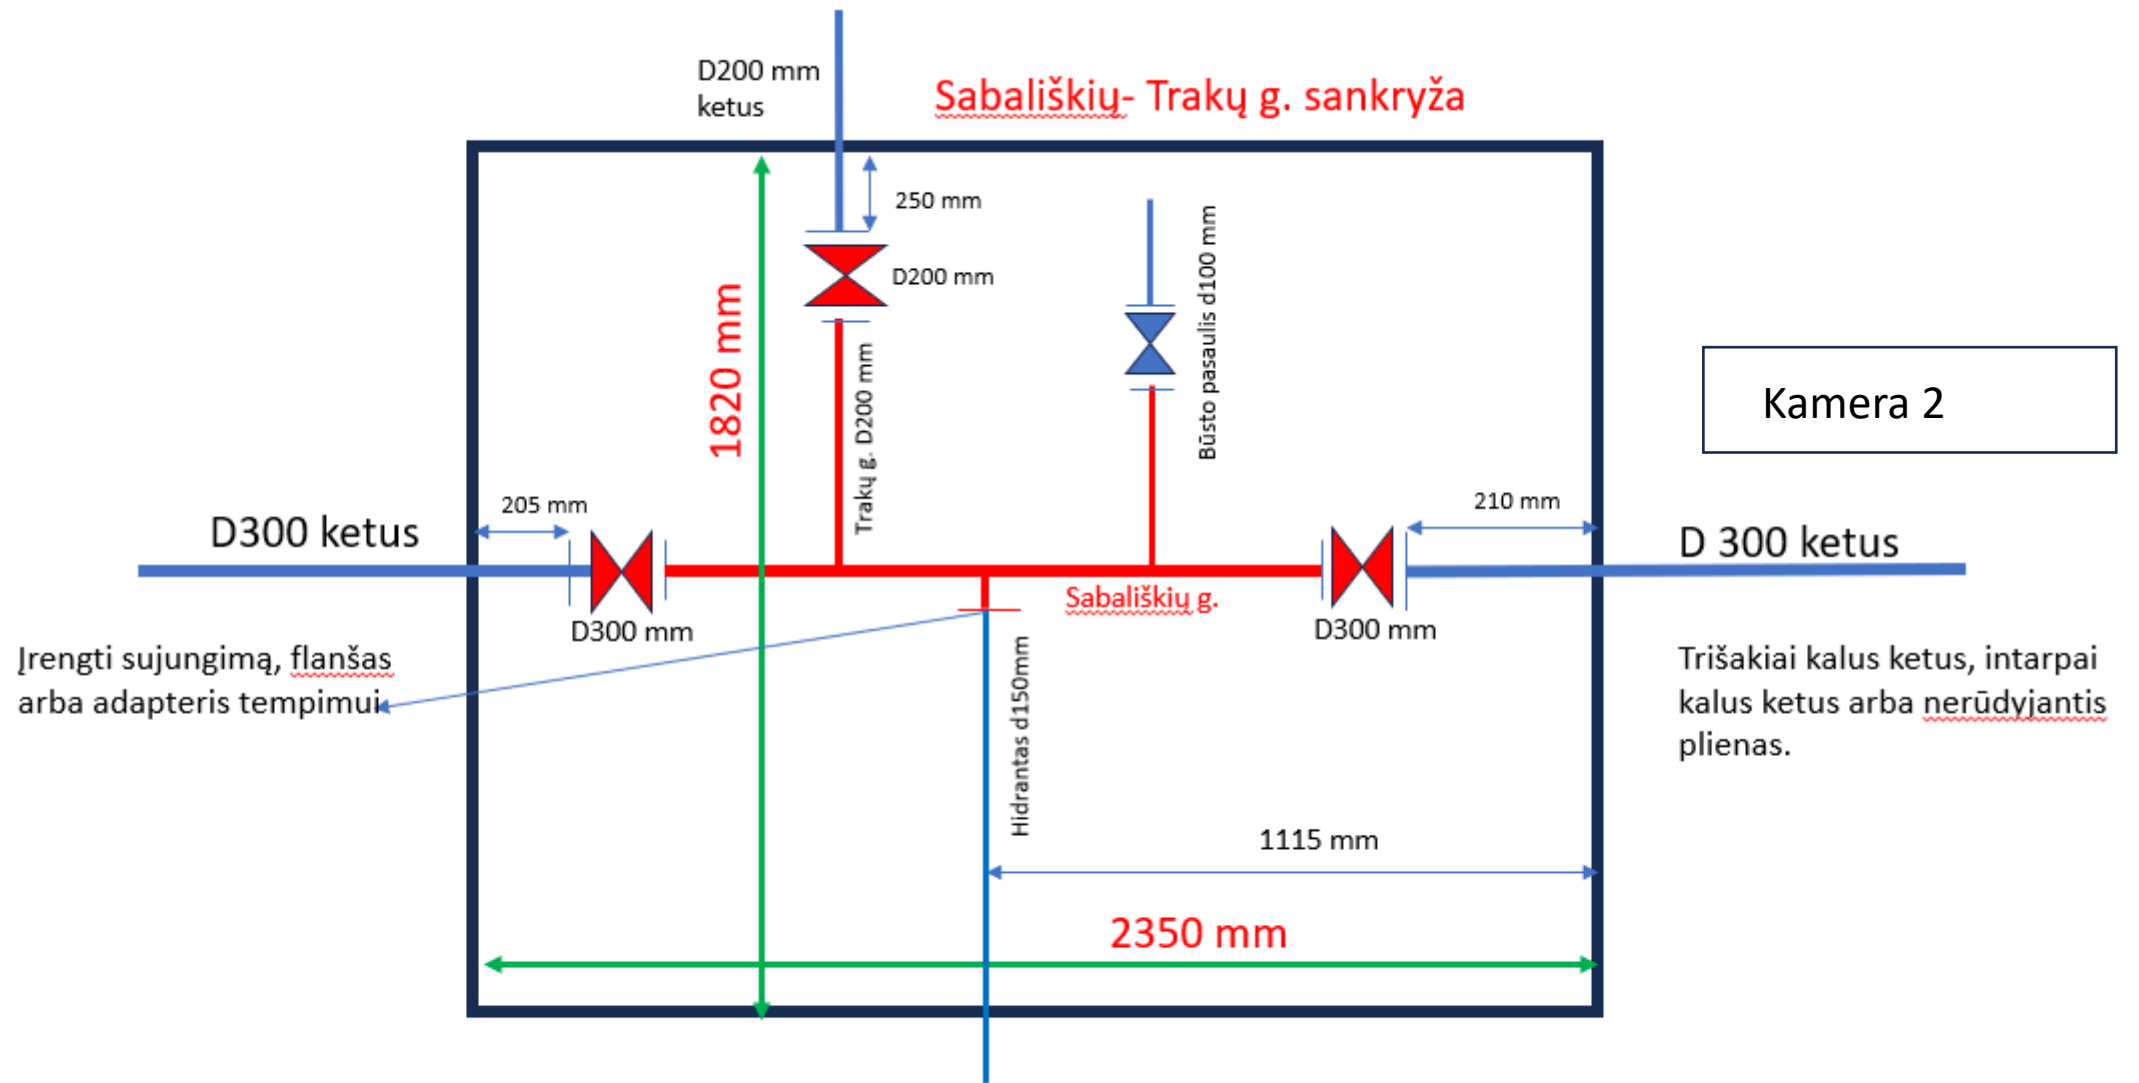 D200 mm
ketus
Sabališkių- Trakų g. sankryža
250 mm
D200 mm
1820 mm
Trakų g. D200 mm
Būsto pasaulis d100 mm
Kamera 2
205 mm
210 mm
D300 ketus
D 300 ketus
Sabališkių g.
D300 mm
D300 mm
Įrengti sujungimą, flanšas
arba adapteris tempimui
Hidrantas d150mm
Trišakiai kalus ketus, intarpai
kalus ketus arba nerūdyjantis
plienas.
1115 mm
2350 mm